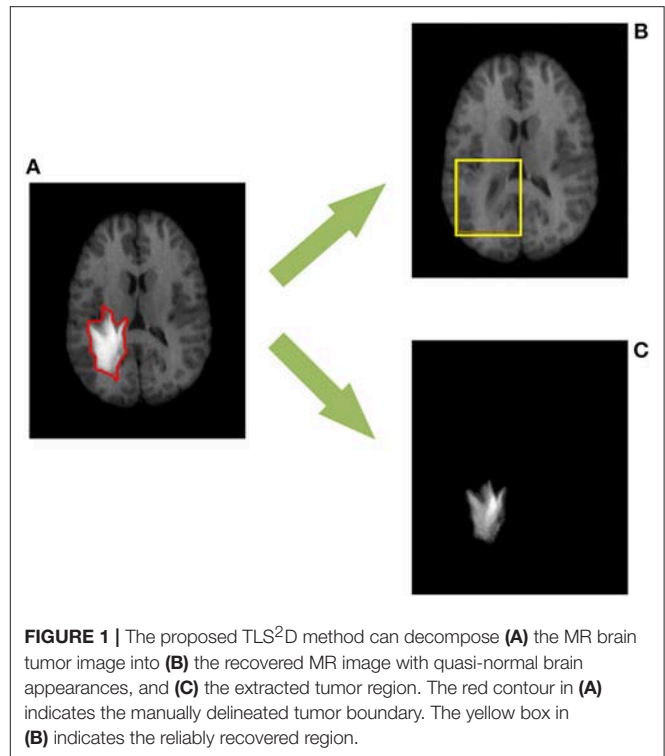 B
A
C
FIGURE 1 | The proposed TLS²D method can decompose (A) the MR brain
tumor image into (B) the recovered MR image with quasi-normal brain
appearances, and (C) the extracted tumor region. The red contour in (A)
indicates the manually delineated tumor boundary. The yellow box in
(B) indicates the reliably recovered region.